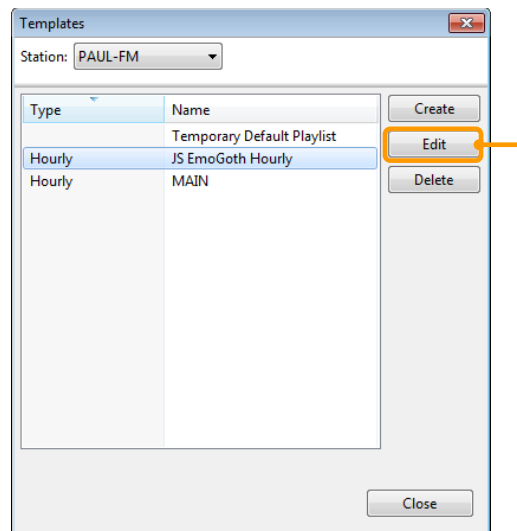 Templates
Station: PAUL-FM
Type Name Create
Temporary Default Playlist
Edit
Hourly JS EmoGoth Hourly
Hourly MAIN Delete
Close